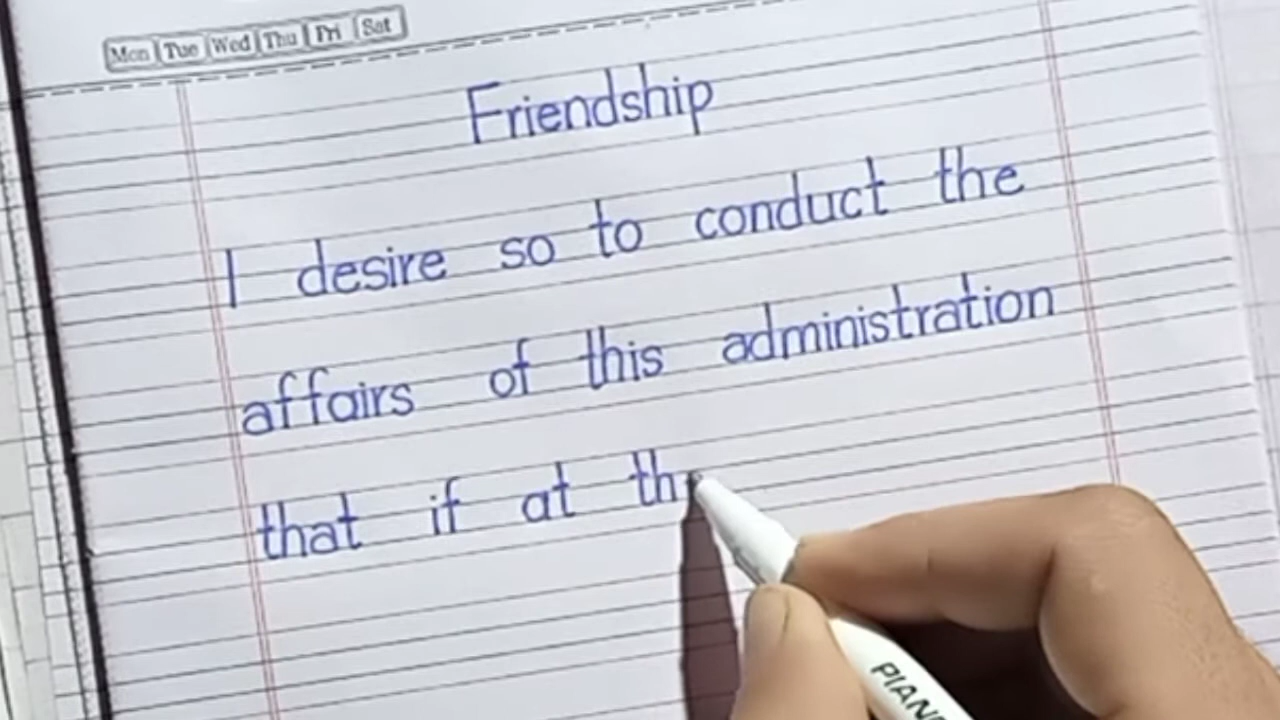 Mon Tue Wed Thu Fri Sat
Friendship
I desire so to conduct the
affairs of this administration
that if at th
PIAN